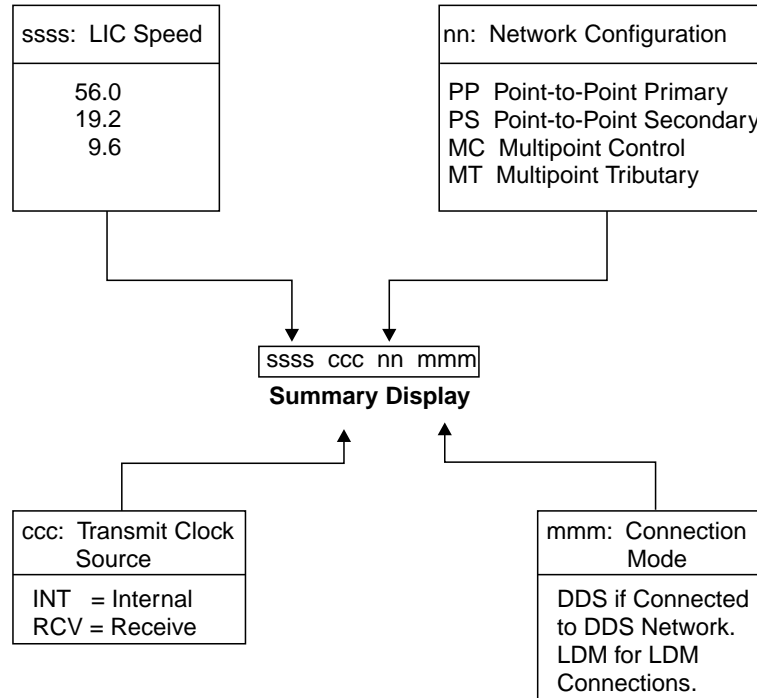 ssss: LIC Speed
56.0
19.2
9.6
nn: Network Configuration
PP Point-to-Point Primary
PS Point-to-Point Secondary
MC Multipoint Control
MT Multipoint Tributary
ssss ccc nn mmm
Summary Display
ccc: Transmit Clock
Source
INT = Internal
RCV = Receive
mmm: Connection
Mode
DDS if Connected
to DDS Network.
LDM for LDM
Connections.